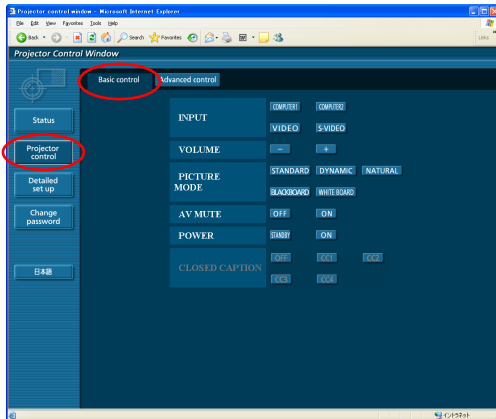 Projector control window - Microsoft Internet Explorer
File Edit View Favorites Tools Help
Back Search Favorites Links
Projector Control Window
Basic control Advanced control
Status
Projector control
Detailed set up
Change password
日本語
INPUT COMPUTER1 COMPUTER2
VIDEO S-VIDEO
VOLUME - +
PICTURE MODE STANDARD DYNAMIC NATURAL
BLACKBOARD WHITE BOARD
AV MUTE OFF ON
POWER STANDBY ON
CLOSED CAPTION OFF CC1 CC2
CC3 CC4
イントラネット